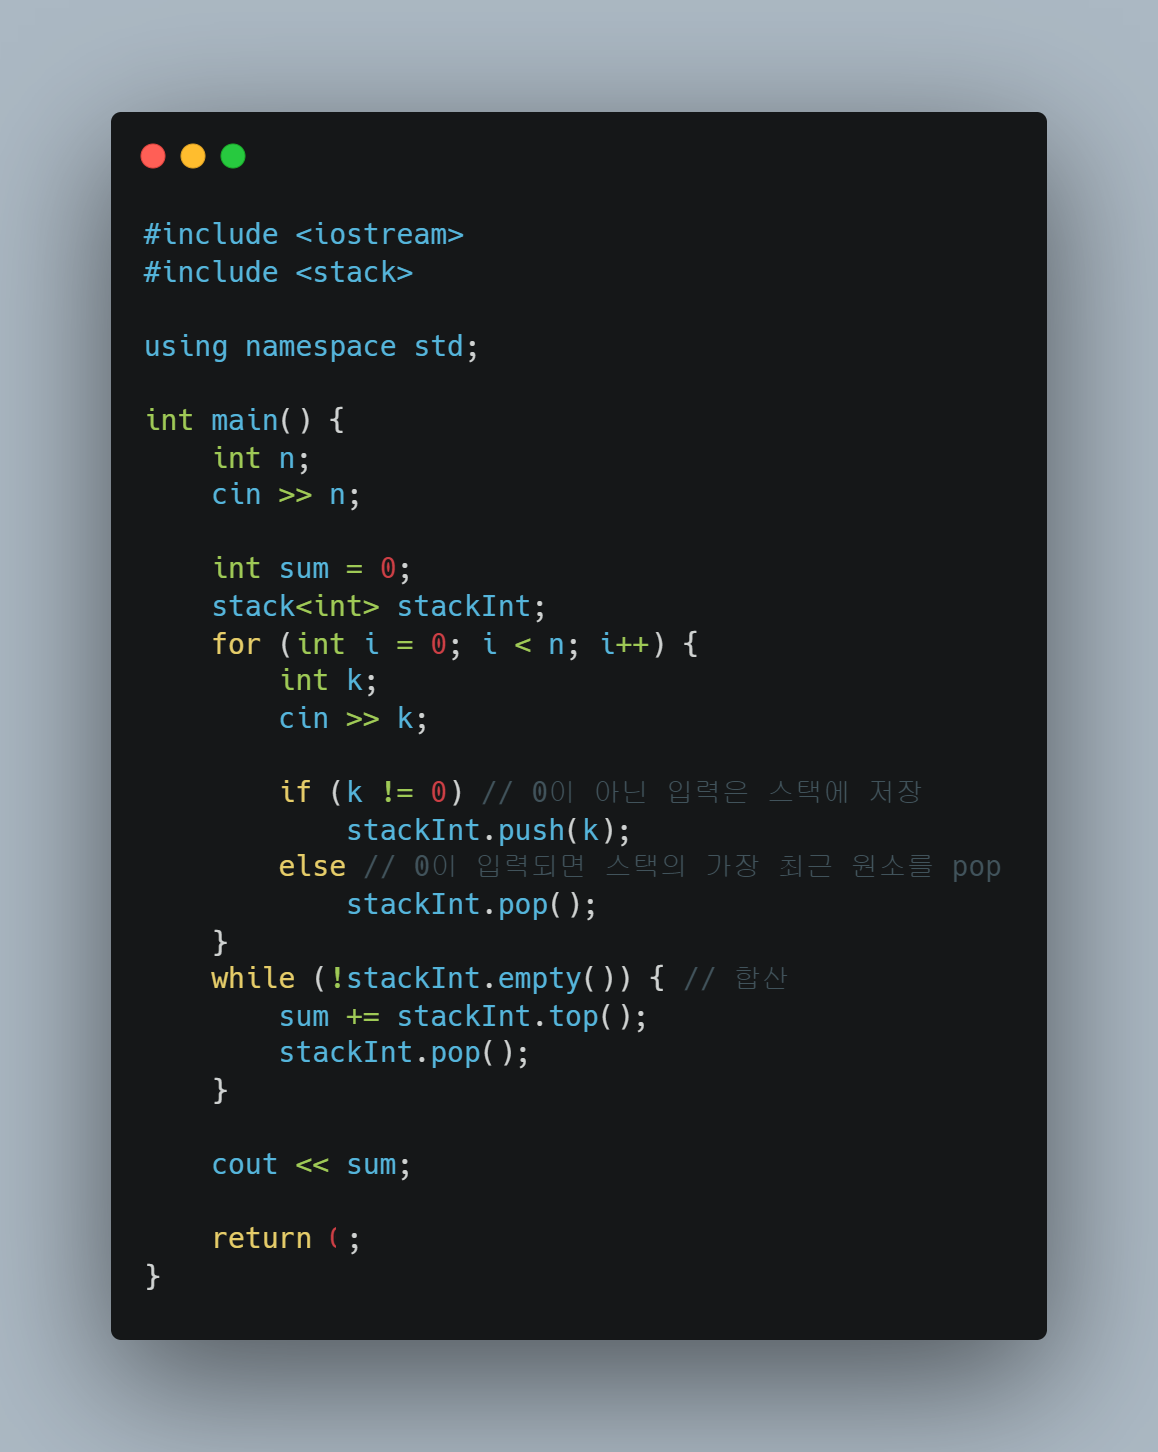 #include <iostream>
#include <stack>

using namespace std;

int main() {
    int n;
    cin >> n;

    int sum = 0;
    stack<int> stackInt;
    for (int i = 0; i < n; i++) {
        int k;
        cin >> k;

        if (k != 0) // 0이 아닌 입력은 스택에 저장
            stackInt.push(k);
        else // 0이 입력되면 스택의 가장 최근 원소를 pop
            stackInt.pop();
    }
    while (!stackInt.empty()) { // 합산
        sum += stackInt.top();
        stackInt.pop();
    }

    cout << sum;

    return ;
}